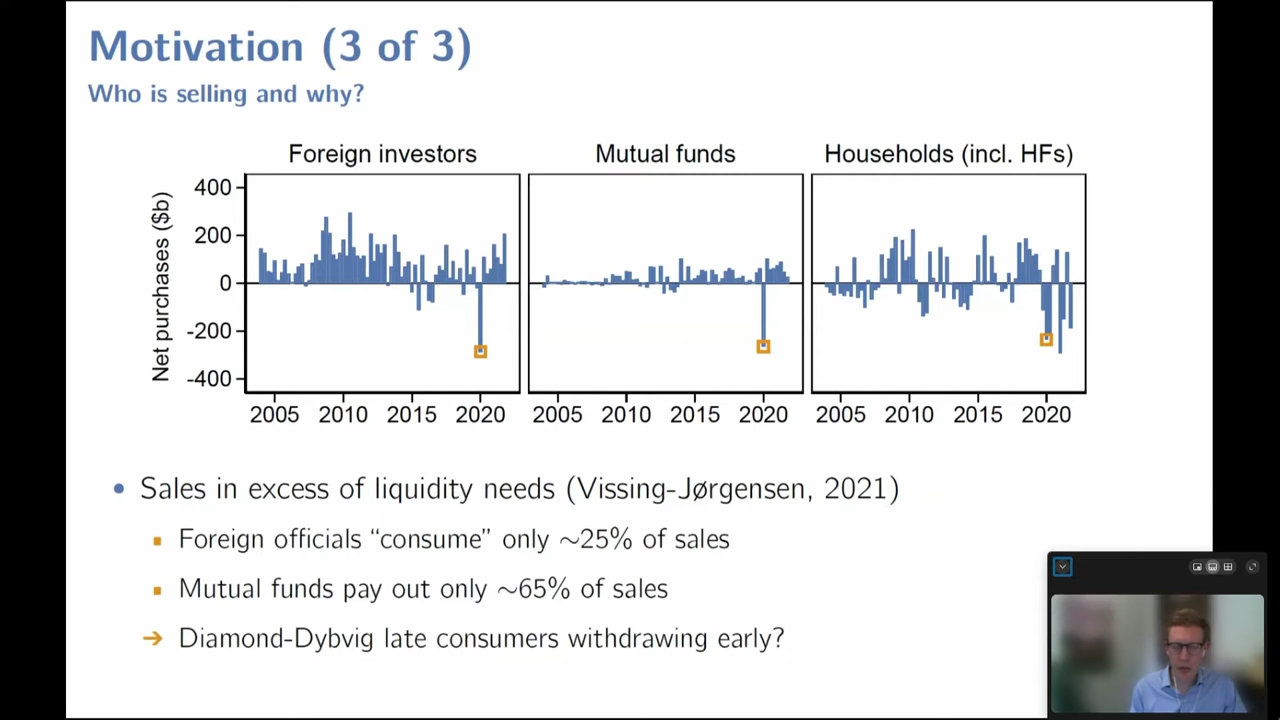 Motivation (3 of 3)
Who is selling and why?
Foreign investors
Mutual funds
Households (incl. HFs)
Net purchases ($b)
400
200
0
-200
-400
2005 2010 2015 2020
2005 2010 2015 2020
2005 2010 2015 2020
• Sales in excess of liquidity needs (Vissing-Jørgensen, 2021)
▪ Foreign officials “consume” only ∼25% of sales
▪ Mutual funds pay out only ∼65% of sales
➔ Diamond-Dybvig late consumers withdrawing early?